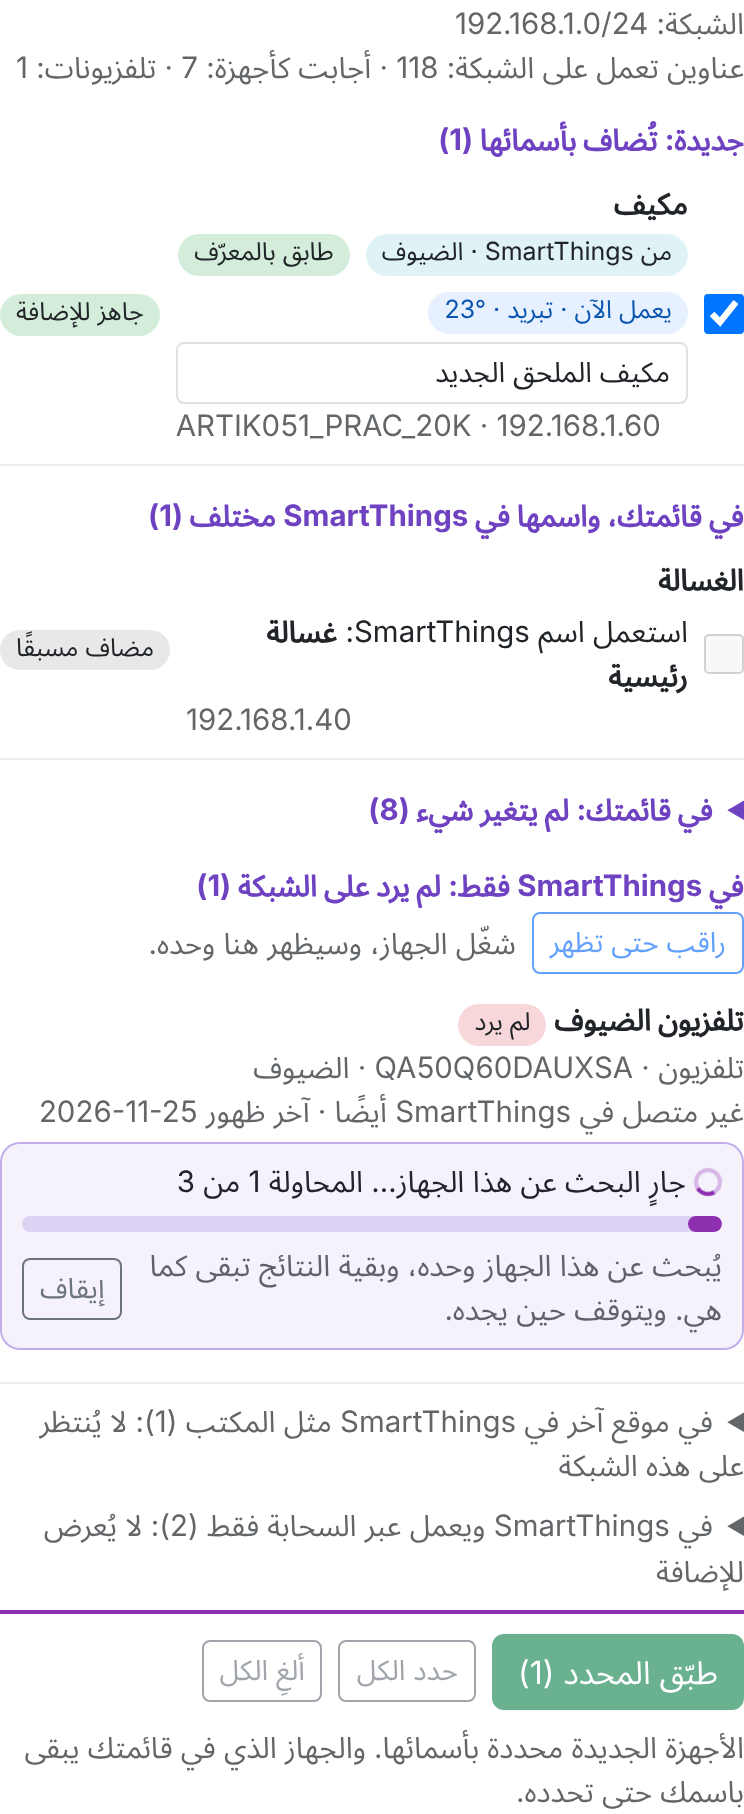 الشبكة: 192.168.1.0/24
عناوين تعمل على الشبكة: 118 · أجابت كأجهزة: 7 · تلفزيونات: 1
جديدة: تُضاف بأسمائها (1)
مكيف
من SmartThings · الضيوف
طابق بالمعرّف
يعمل الآن · تبريد · 23°
جاهز للإضافة
مكيف الملحق الجديد
ARTIK051_PRAC_20K · 192.168.1.60
في قائمتك، واسمها في SmartThings مختلف (1)
الغسالة
استعمل اسم SmartThings: غسالة
رئيسية
مضاف مسبقًا
192.168.1.40
في قائمتك: لم يتغير شيء (8)
في SmartThings فقط: لم يرد على الشبكة (1)
راقب حتى تظهر
شغّل الجهاز، وسيظهر هنا وحده.
تلفزيون الضيوف
لم يرد
تلفزيون · QA50Q60DAUXSA · الضيوف
غير متصل في SmartThings أيضًا · آخر ظهور 2026-11-25
جارٍ البحث عن هذا الجهاز... المحاولة 1 من 3
يُبحث عن هذا الجهاز وحده، وبقية النتائج تبقى كما
هي. ويتوقف حين يجده.
إيقاف
في موقع آخر في SmartThings مثل المكتب (1): لا يُنتظر
على هذه الشبكة
في SmartThings ويعمل عبر السحابة فقط (2): لا يُعرض
للإضافة
طبّق المحدد (1)
حدد الكل
ألغِ الكل
الأجهزة الجديدة محددة بأسمائها. والجهاز الذي في قائمتك يبقى
باسمك حتى تحدده.